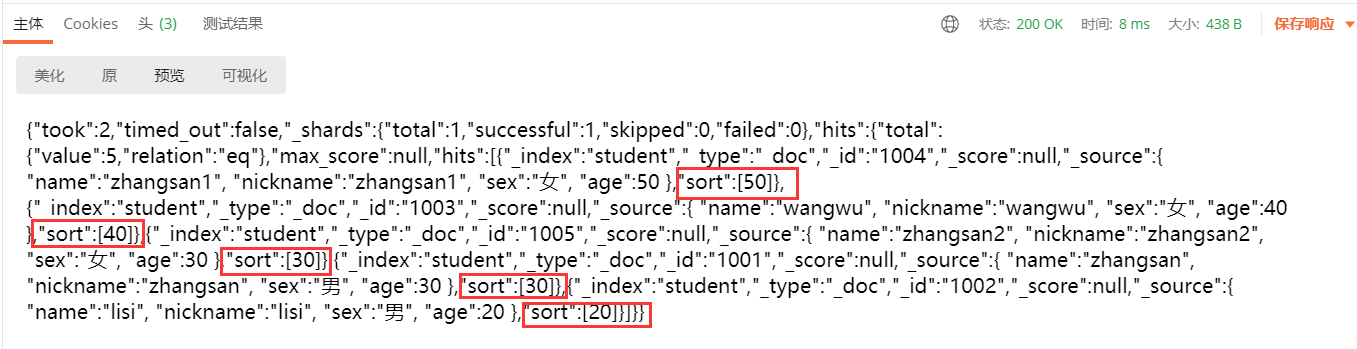 主体 Cookies 头 (3) 测试结果 状态: 200 OK 时间: 8 ms 大小: 438 B 保存响应
美化 原 预览 可视化
{"took":2,"timed_out":false,"_shards":{"total":1,"successful":1,"skipped":0,"failed":0},"hits":{"total":
{"value":5,"relation":"eq"},"max_score":null,"hits":[{"_index":"student","_type":"_doc","_id":"1004","_score":null,"_source":{
"name":"zhangsan1", "nickname":"zhangsan1", "sex":"女", "age":50 },"sort":[50]},
{"_index":"student","_type":"_doc","_id":"1003","_score":null,"_source":{ "name":"wangwu", "nickname":"wangwu", "sex":"女", "age":40
},"sort":[40]},{"_index":"student","_type":"_doc","_id":"1005","_score":null,"_source":{ "name":"zhangsan2", "nickname":"zhangsan2",
"sex":"女", "age":30 },"sort":[30]},{"_index":"student","_type":"_doc","_id":"1001","_score":null,"_source":{ "name":"zhangsan",
"nickname":"zhangsan", "sex":"男", "age":30 },"sort":[30]},{"_index":"student","_type":"_doc","_id":"1002","_score":null,"_source":{
"name":"lisi", "nickname":"lisi", "sex":"男", "age":20 },"sort":[20]}]}}